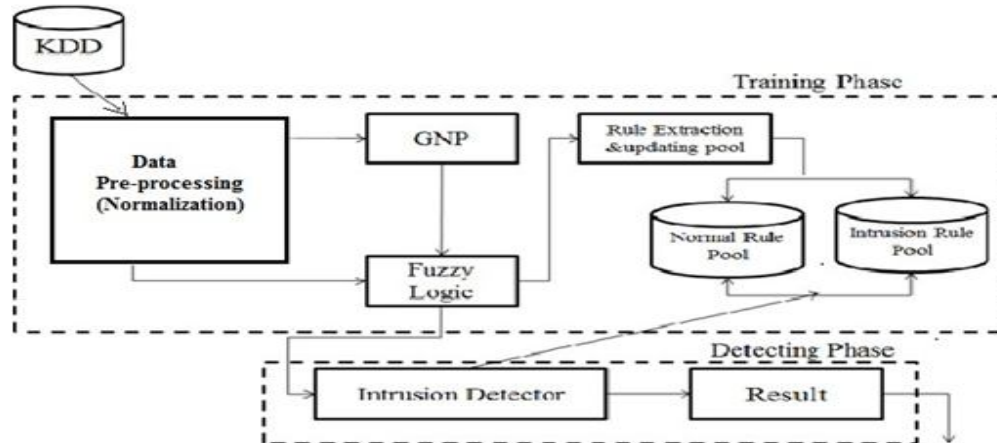 KDD
Training Phase
Data
Pre-processing
(Normalization)
GNP
Rule Extraction
&updating pool
Normal Rule
Pool
Intrusion Rule
Pool
Fuzzy
Logic
Detecting Phase
Intrusion Detector
Result